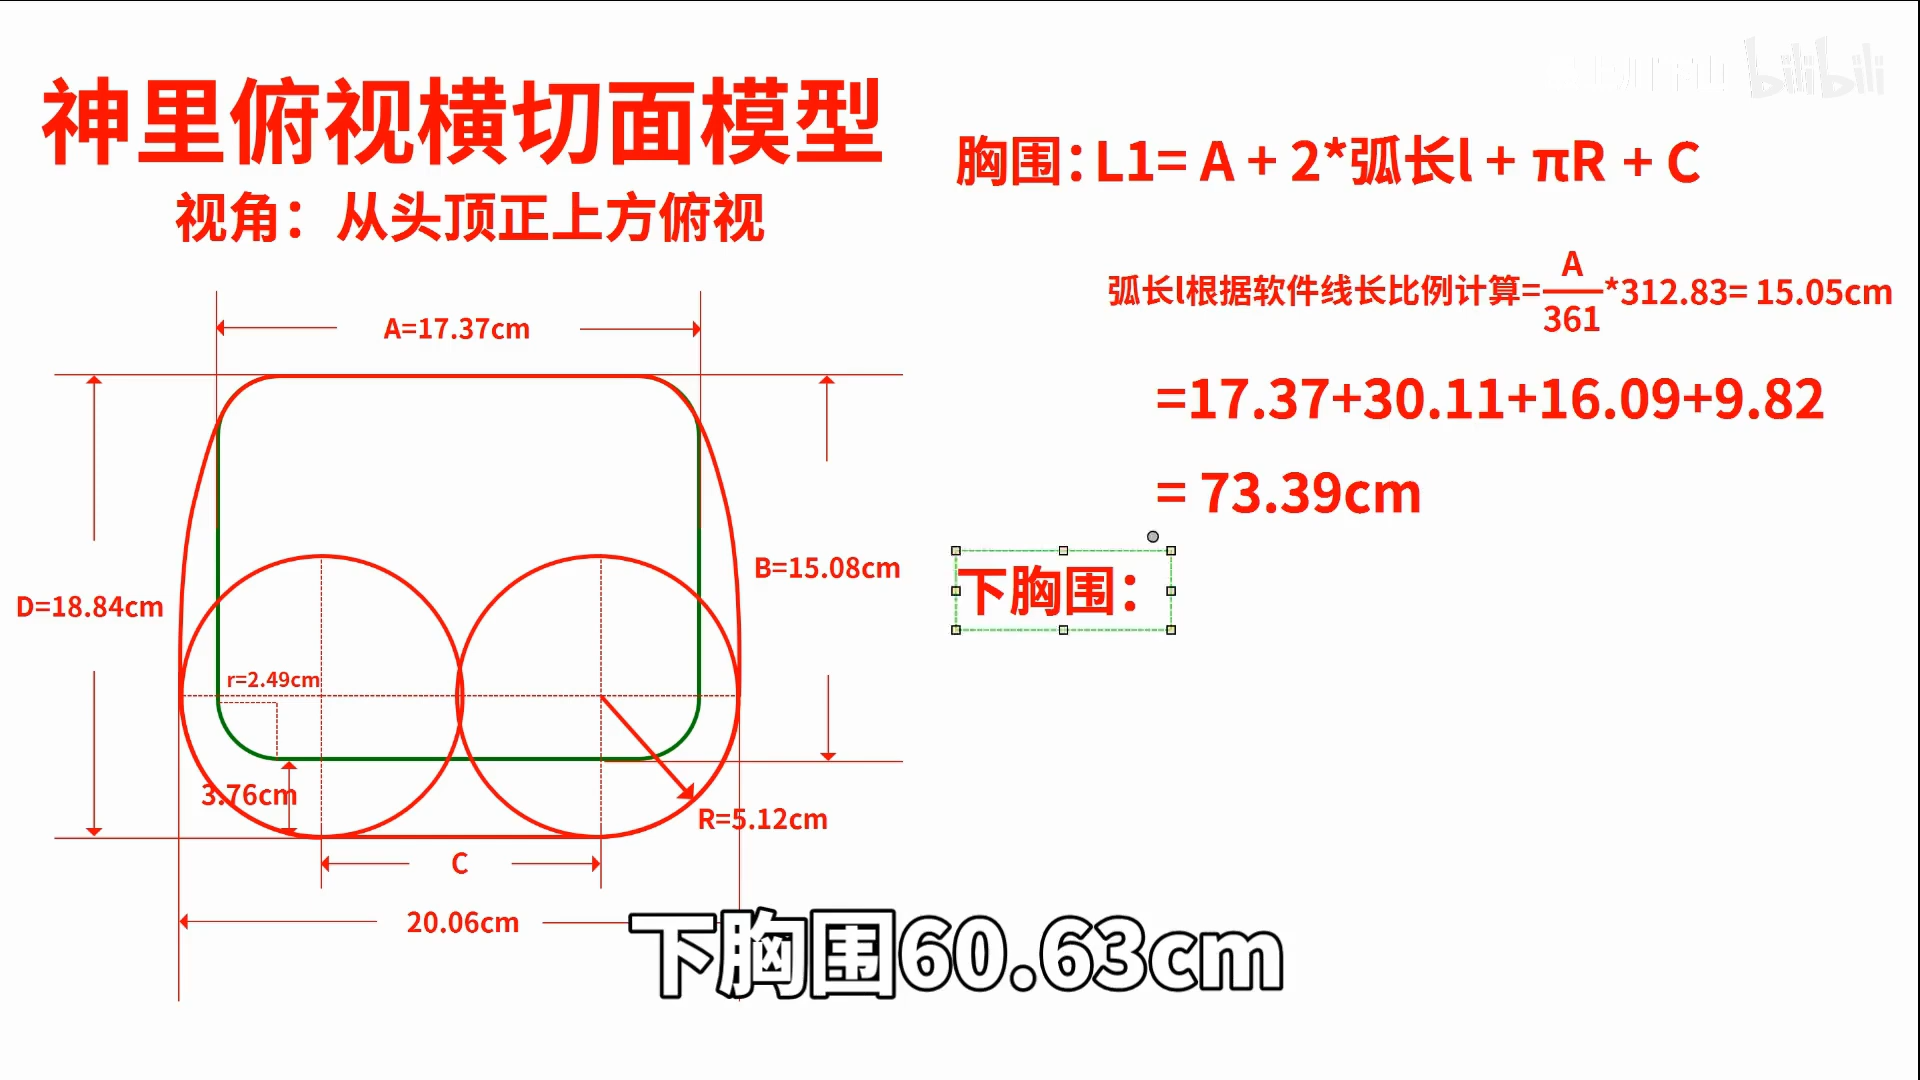 神里俯视横切面模型
视角：从头顶正上方俯视
bilibili
胸围：L1= A + 2*弧长l + πR + C
弧长l根据软件线长比例计算=A/361*312.83= 15.05cm
=17.37+30.11+16.09+9.82
= 73.39cm
下胸围：
A=17.37cm
B=15.08cm
D=18.84cm
r=2.49cm
3.76cm
R=5.12cm
C
20.06cm
下胸围60.63cm